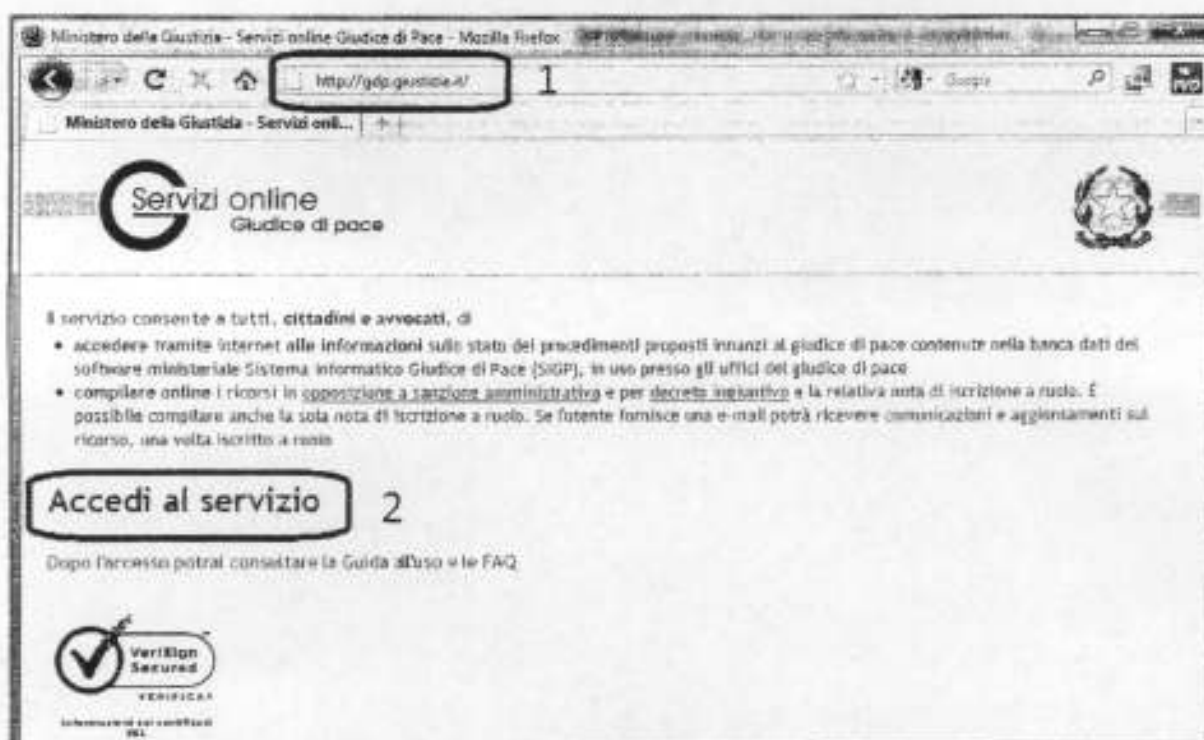 Ministero della Giustizia - Servizi online Giudice di Pace - Mozilla Firefox
http://gdp.giustizia.it/
1
Google
Ministero della Giustizia - Servizi onli...
Servizi online
Giudice di pace
Il servizio consente a tutti, cittadini e avvocati, di
• accedere tramite internet alle informazioni sullo stato dei procedimenti proposti innanzi al giudice di pace contenute nella banca dati del
software ministeriale Sistema Informatico Giudice di Pace (SIGP), in uso presso gli uffici del giudice di pace
• compilare online i ricorsi in opposizione a sanzione amministrativa e per decreto ingiuntivo e la relativa nota di iscrizione a ruolo. È
possibile compilare anche la sola nota di iscrizione a ruolo. Se l'utente fornisce una e-mail potrà ricevere comunicazioni e aggiornamenti sul
ricorso, una volta iscritto a ruolo
Accedi al servizio
2
Dopo l'accesso potrai consultare la Guida all'uso e le FAQ
VeriSign
Secured
VERIFICA
Informazioni sui certificati
SSL